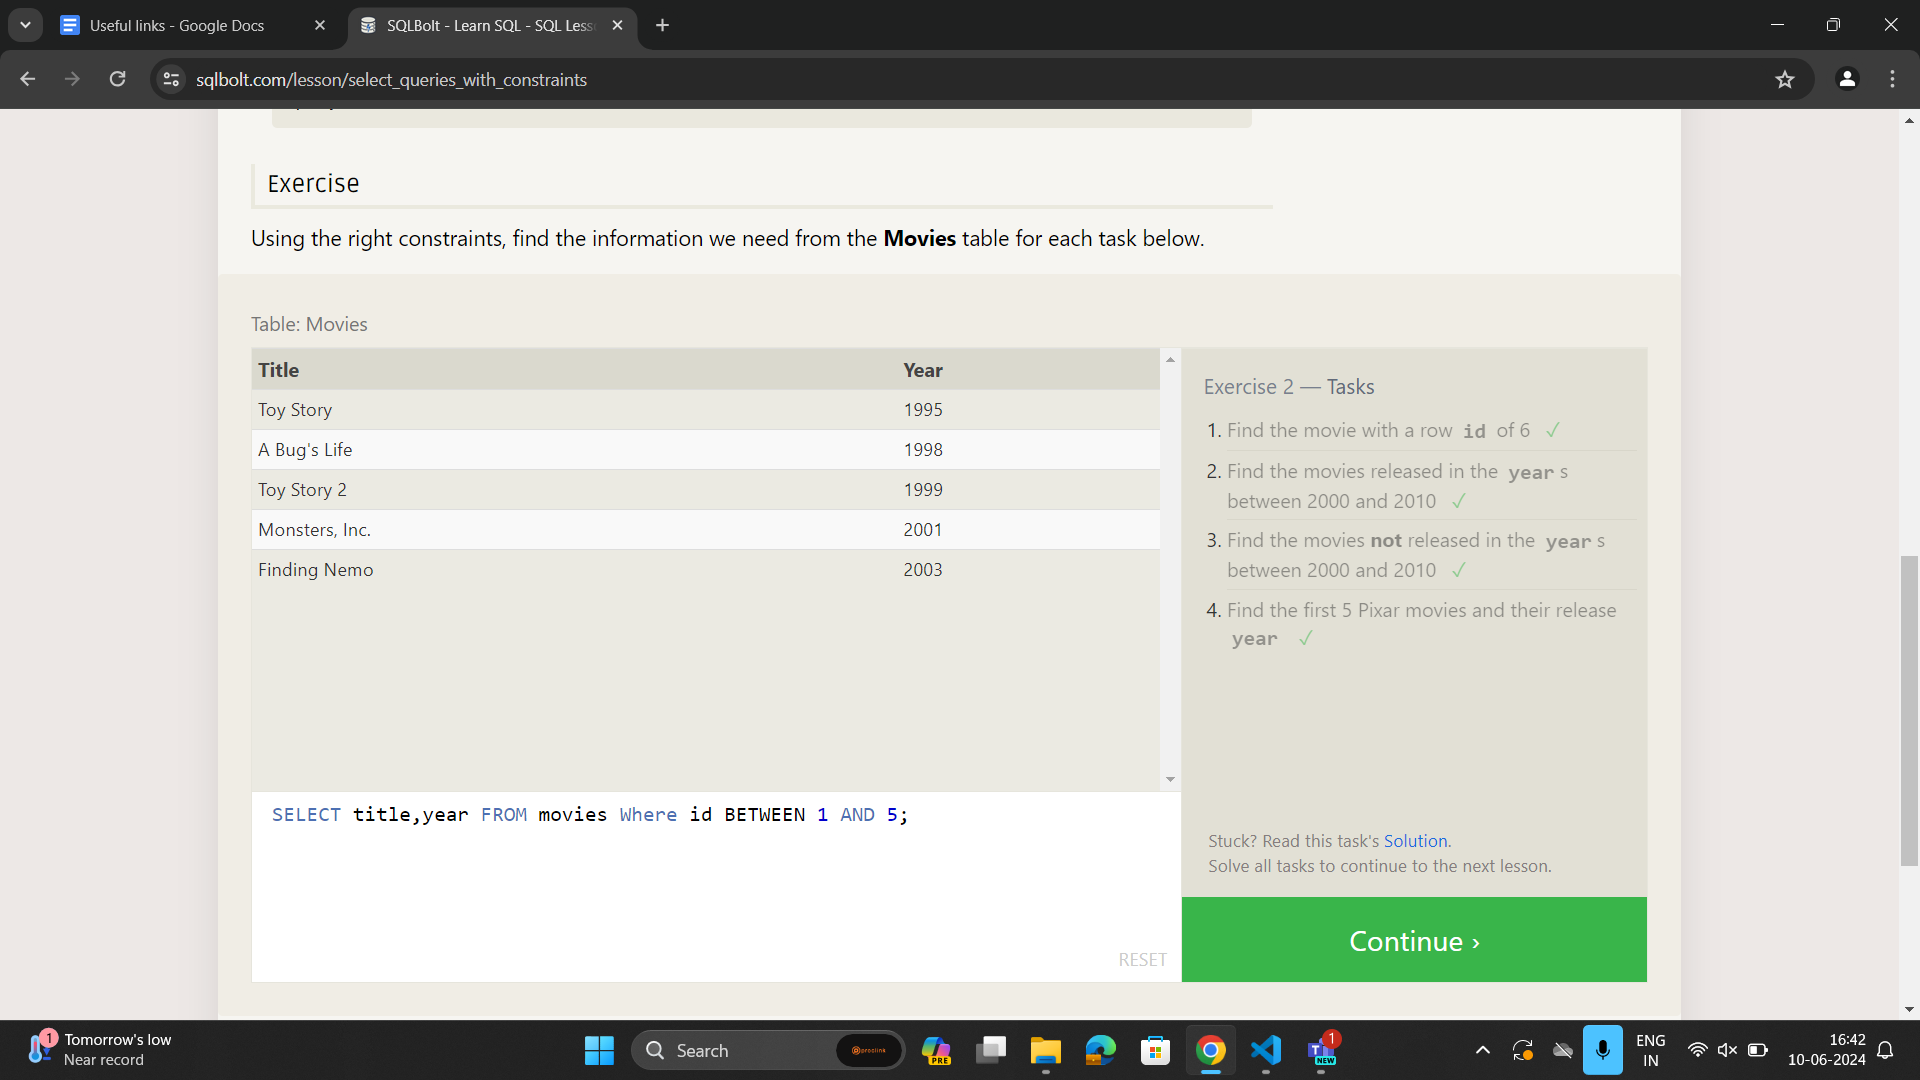 Useful links - Google Docs
SQLBolt - Learn SQL - SQL Less
sqlbolt.com/lesson/select_queries_with_constraints
Exercise
Using the right constraints, find the information we need from the Movies table for each task below.
Table: Movies
Title Year
Toy Story 1995
A Bug's Life 1998
Toy Story 2 1999
Monsters, Inc. 2001
Finding Nemo 2003
SELECT title,year FROM movies Where id BETWEEN 1 AND 5;
RESET
Exercise 2 — Tasks
1. Find the movie with a row id of 6 ✓
2. Find the movies released in the year s
between 2000 and 2010 ✓
3. Find the movies not released in the year s
between 2000 and 2010 ✓
4. Find the first 5 Pixar movies and their release
year ✓
Stuck? Read this task's Solution.
Solve all tasks to continue to the next lesson.
Continue ›
1
Tomorrow's low
Near record
Search
proclink
PRE
1
NEW
ENG
IN
16:42
10-06-2024